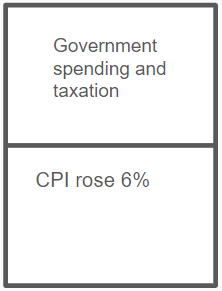 Government
spending and
taxation
CPI rose 6%